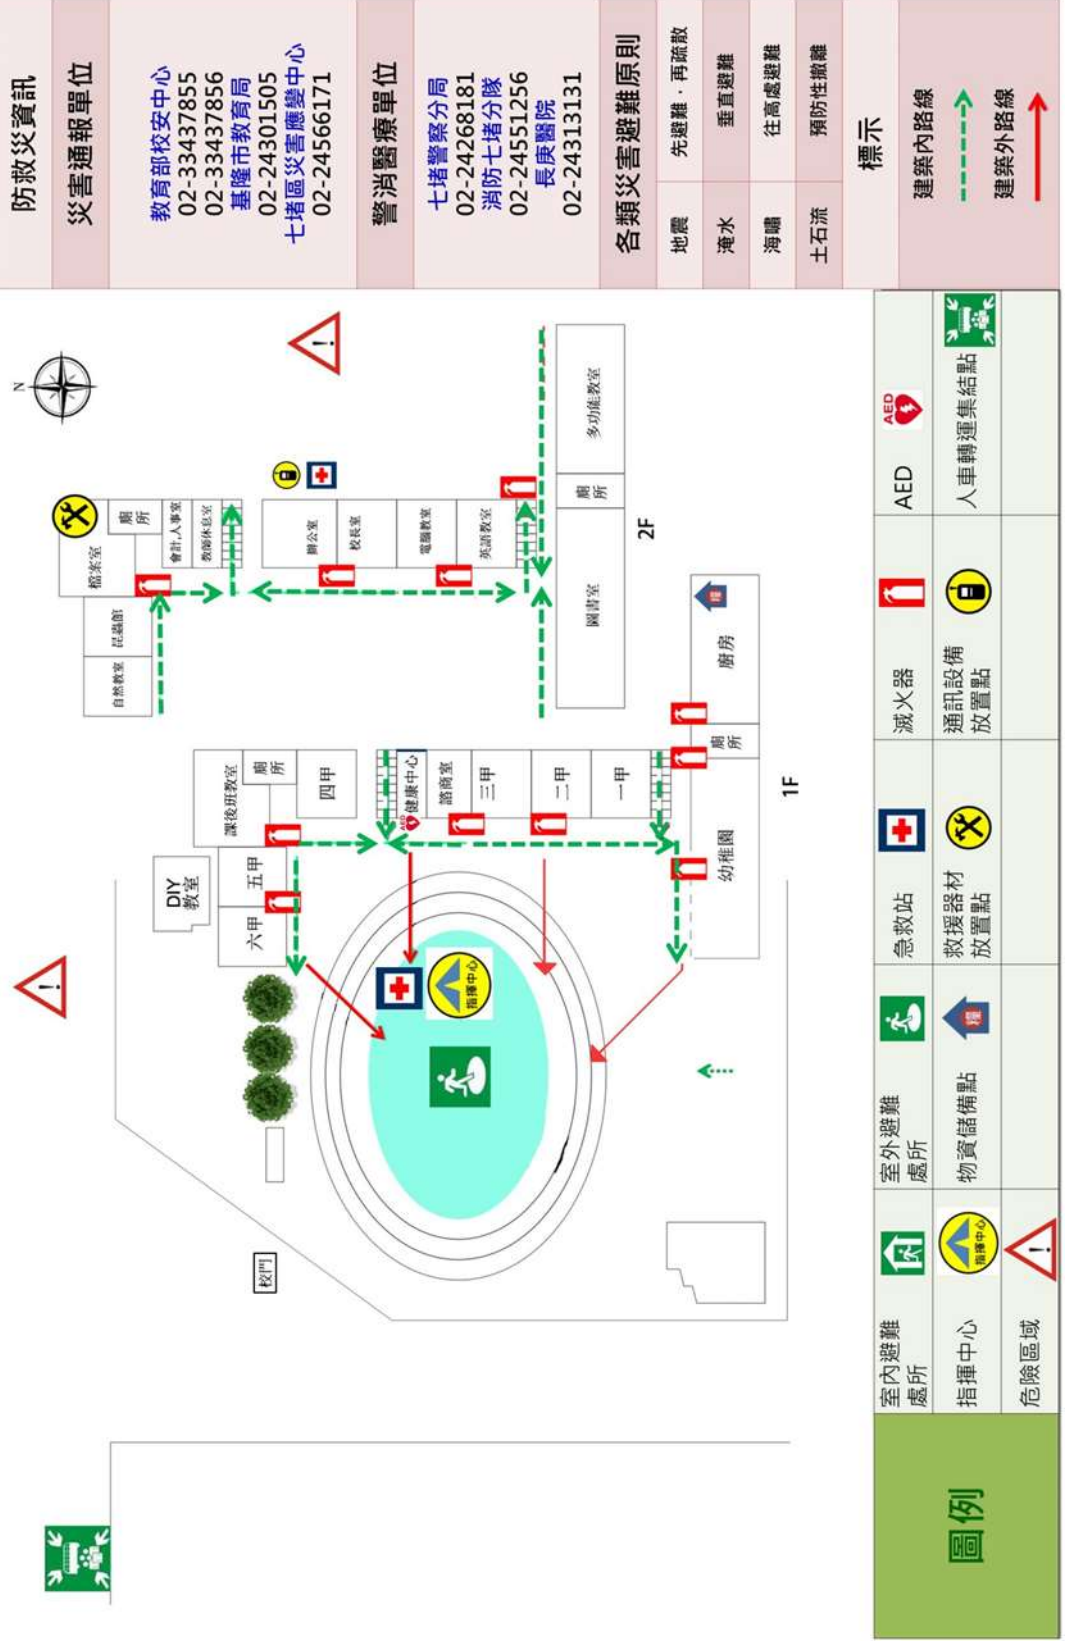 防救災資訊
災害通報單位
教育部校安中心
02-33437855
02-33437856
基隆市教育局
02-24301505
七堵區災害應變中心
02-24566171
警消醫療單位
七堵警察分局
02-24268181
消防七堵分隊
02-24551256
長庚醫院
02-24313131
各類災害避難原則
地震 先避難，再疏散
淹水 垂直避難
海嘯 往高處避難
土石流 預防性撤離
標示
建築內路線
建築外路線
N
自然教室
昆蟲館
檔案室
廁所
會計,人事室
教師休息室
辦公室
校長室
電腦教室
英語教室
圖書室
廁所
多功能教室
2F
DIY
教室
六甲
五甲
課後班教室
廁所
四甲
AED
健康中心
諮商室
三甲
二甲
一甲
幼稚園
廁所
廚房
糧
1F
指揮中心
校門
圖例
室內避難
處所
室外避難
處所
急救站
滅火器
AED
AED
指揮中心
指揮中心
物資儲備點
糧
救援器材
放置點
通訊設備
放置點
人車轉運集結點
危險區域